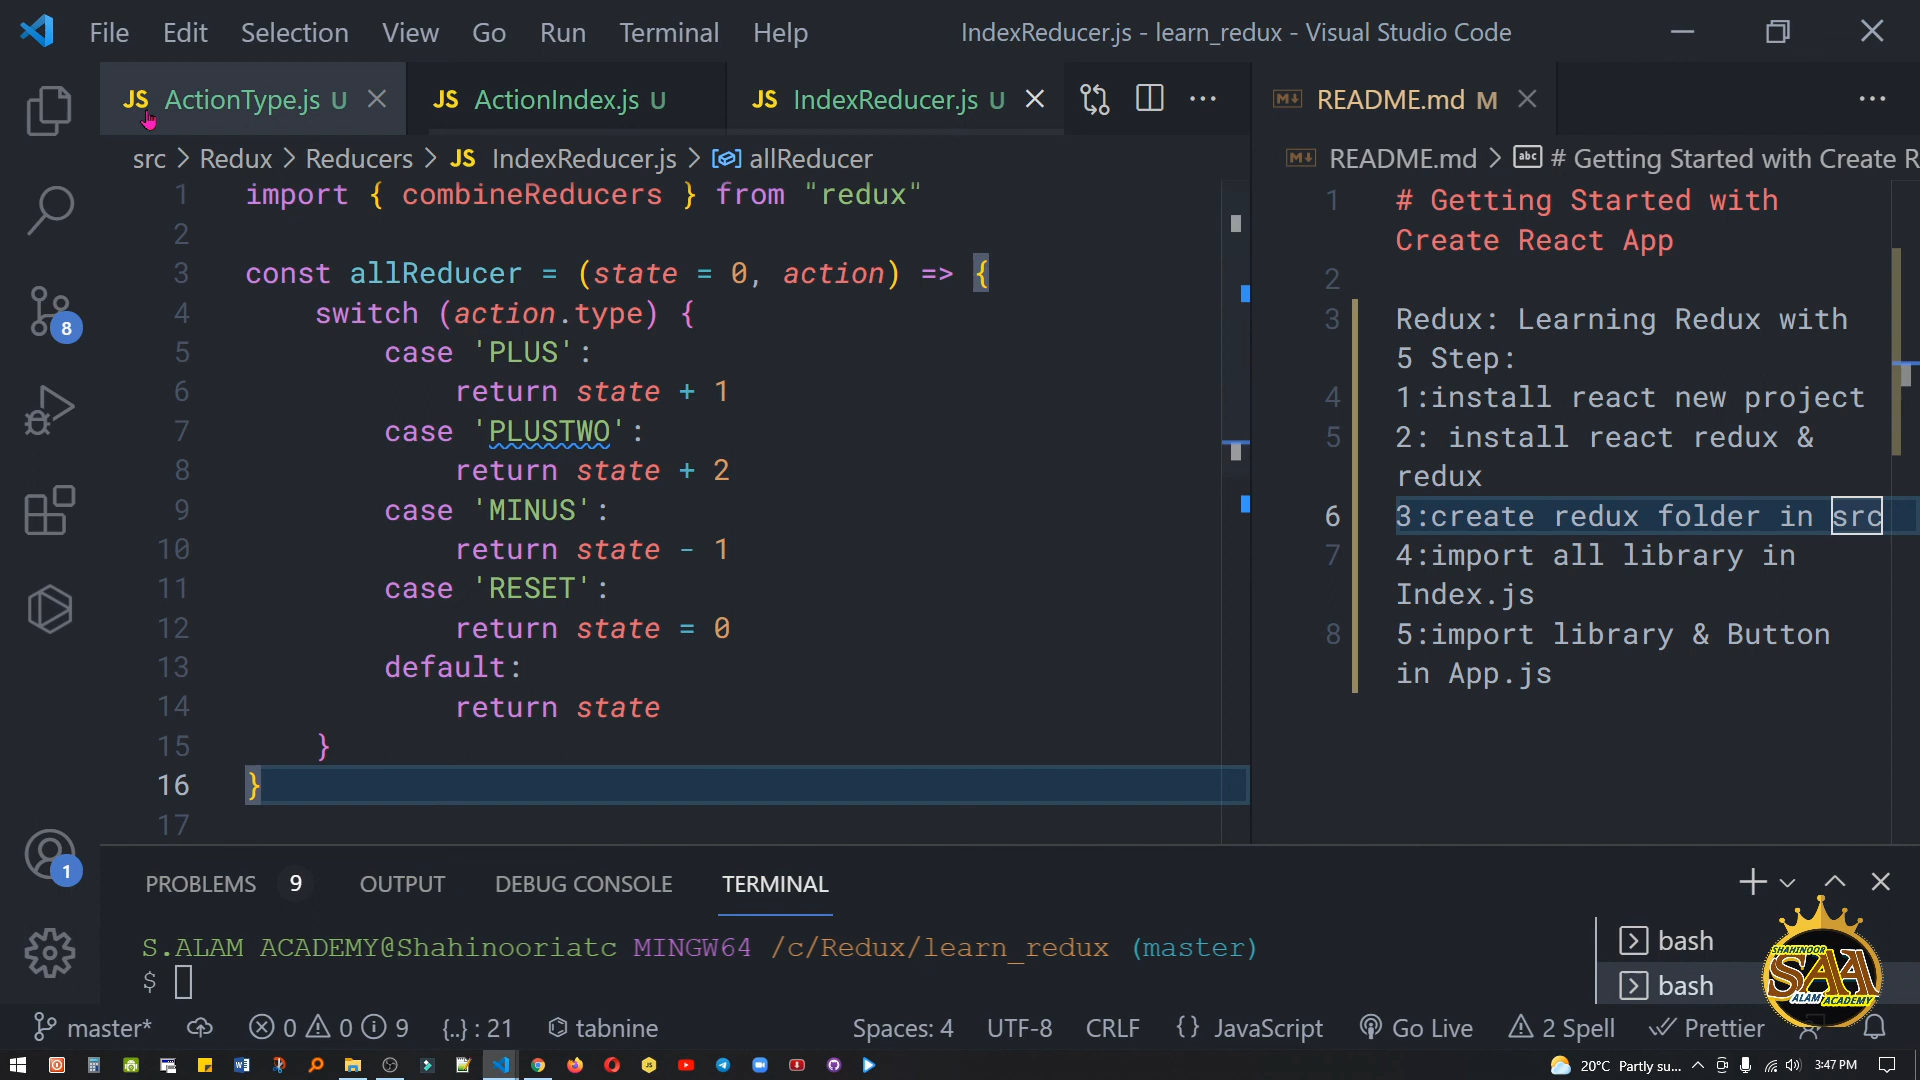 File Edit Selection View Go Run Terminal Help IndexReducer.js - learn_redux - Visual Studio Code
JS ActionType.js U JS ActionIndex.js U JS IndexReducer.js U
src > Redux > Reducers > JS IndexReducer.js > allReducer
1 import { combineReducers } from "redux"
2
3 const allReducer = (state = 0, action) => {
4 switch (action.type) {
5 case 'PLUS':
6 return state + 1
7 case 'PLUSTWO':
8 return state + 2
9 case 'MINUS':
10 return state - 1
11 case 'RESET':
12 return state = 0
13 default:
14 return state
15 }
16 }
17
README.md M
README.md > abc # Getting Started with Create R
1 # Getting Started with
Create React App
2
3 Redux: Learning Redux with
5 Step:
4 1:install react new project
5 2: install react redux &
redux
6 3:create redux folder in src
7 4:import all library in
Index.js
8 5:import library & Button
in App.js
8
1
PROBLEMS 9 OUTPUT DEBUG CONSOLE TERMINAL
S.ALAM ACADEMY@Shahinooriatc MINGW64 /c/Redux/learn_redux (master)
$
bash
bash
SHAHINOOR
SAA
ALAM ACADEMY
master* 0 0 9 {..} : 21 tabnine Spaces: 4 UTF-8 CRLF {} JavaScript Go Live 2 Spell Prettier
20°C Partly su... 3:47 PM